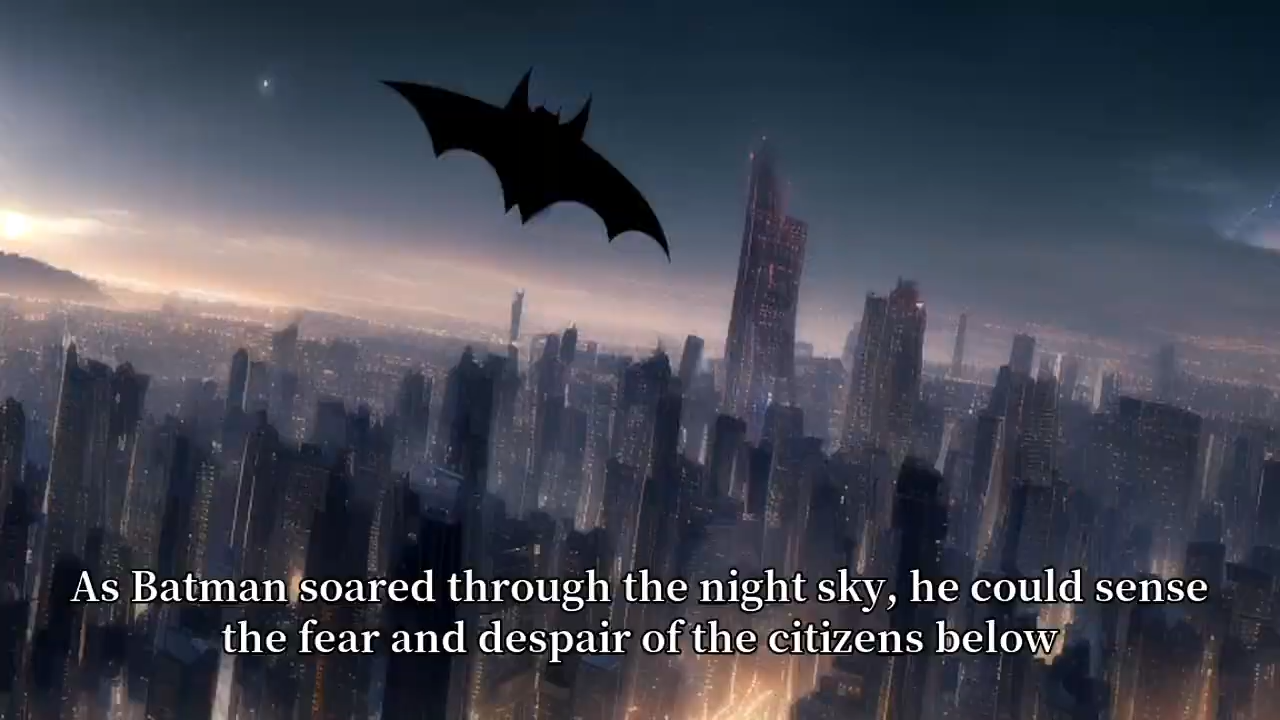 As Batman soared through the night sky, he could sense
the fear and despair of the citizens below